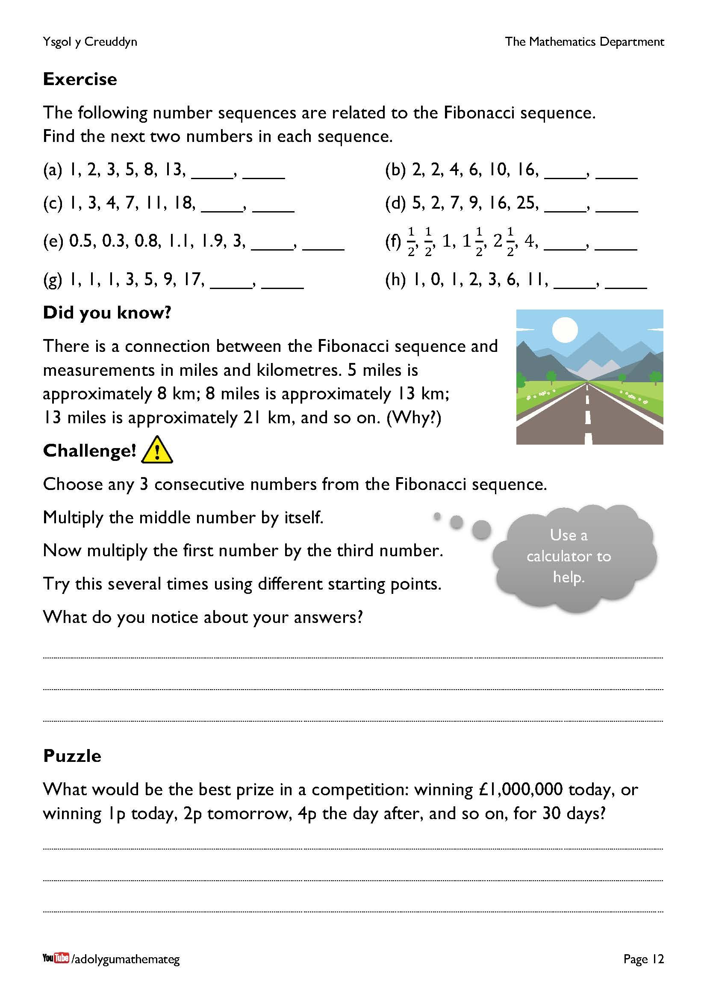 Ysgol y Creuddyn The Mathematics Department
Exercise
The following number sequences are related to the Fibonacci sequence.
Find the next two numbers in each sequence.
(a) 1, 2, 3, 5, 8, 13, _____, _____ (b) 2, 2, 4, 6, 10, 16, _____, _____
(c) 1, 3, 4, 7, 11, 18, _____, _____ (d) 5, 2, 7, 9, 16, 25, _____, _____
(e) 0.5, 0.3, 0.8, 1.1, 1.9, 3, _____, _____ (f) 1/2, 1/2, 1, 1 1/2, 2 1/2, 4, _____, _____
(g) 1, 1, 1, 3, 5, 9, 17, _____, _____ (h) 1, 0, 1, 2, 3, 6, 11, _____, _____
Did you know?
There is a connection between the Fibonacci sequence and
measurements in miles and kilometres. 5 miles is
approximately 8 km; 8 miles is approximately 13 km;
13 miles is approximately 21 km, and so on. (Why?)
Challenge!
Choose any 3 consecutive numbers from the Fibonacci sequence.
Multiply the middle number by itself.
Now multiply the first number by the third number.
Try this several times using different starting points.
What do you notice about your answers?
Use a
calculator to
help.
Puzzle
What would be the best prize in a competition: winning £1,000,000 today, or
winning 1p today, 2p tomorrow, 4p the day after, and so on, for 30 days?
YouTube/adolygumathemateg Page 12